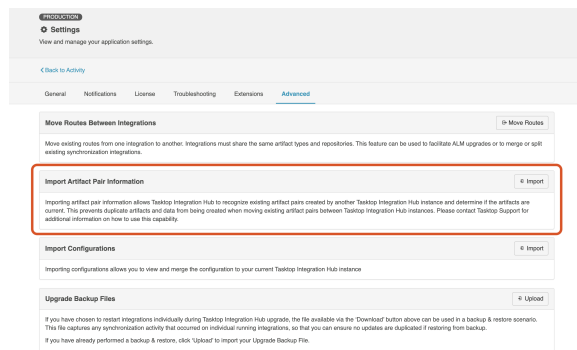 PRODUCTION
Settings
View and manage your application settings.
Back to Activity
General Notifications License Troubleshooting Extensions Advanced
Move Routes Between Integrations
Move Routes
Move existing routes from one integration to another. Integrations must share the same artifact types and repositories. This feature can be used to facilitate ALM upgrades or to merge or split
existing synchronization integrations.
Import Artifact Pair Information
Import
Importing artifact pair information allows Tasktop Integration Hub to recognize existing artifact pairs created by another Tasktop Integration Hub instance and determine if the artifacts are
current. This prevents duplicate artifacts and data from being created when moving existing artifact pairs between Tasktop Integration Hub instances. Please contact Tasktop Support for
additional information on how to use this capability.
Import Configurations
Import
Importing configurations allows you to view and merge the configuration to your current Tasktop Integration Hub instance
Upgrade Backup Files
Upload
If you have chosen to restart integrations individually during Tasktop Integration Hub upgrade, the file available via the 'Download' button above can be used in a backup & restore scenario.
This file captures any synchronization activity that occurred on individual running integrations, so that you can ensure no updates are duplicated if restoring from backup.
If you have already performed a backup & restore, click 'Upload' to import your Upgrade Backup File.